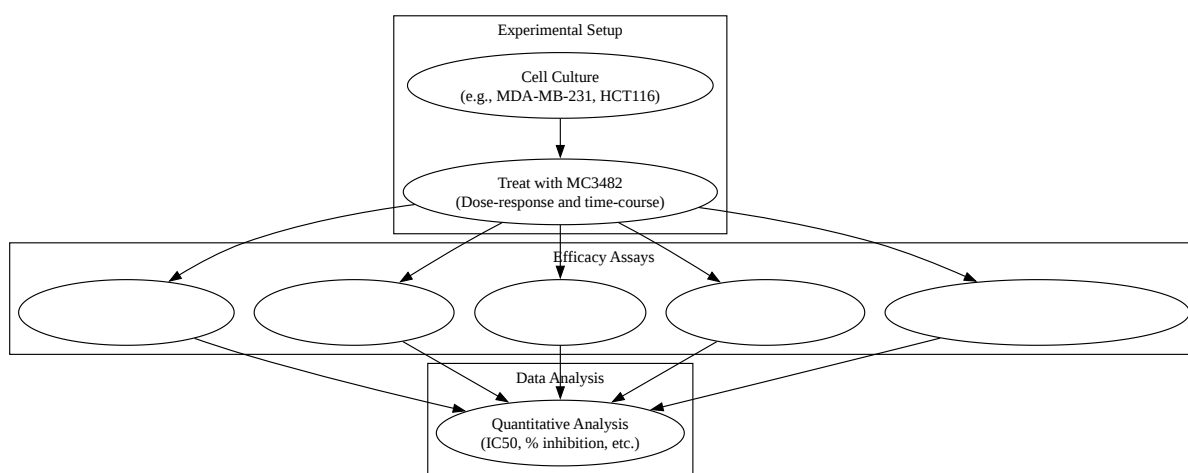 Experimental Setup
Cell Culture
(e.g., MDA-MB-231, HCT116)
Treat with MC3482
(Dose-response and time-course)
Efficacy Assays
Data Analysis
Quantitative Analysis
(IC50, % inhibition, etc.)